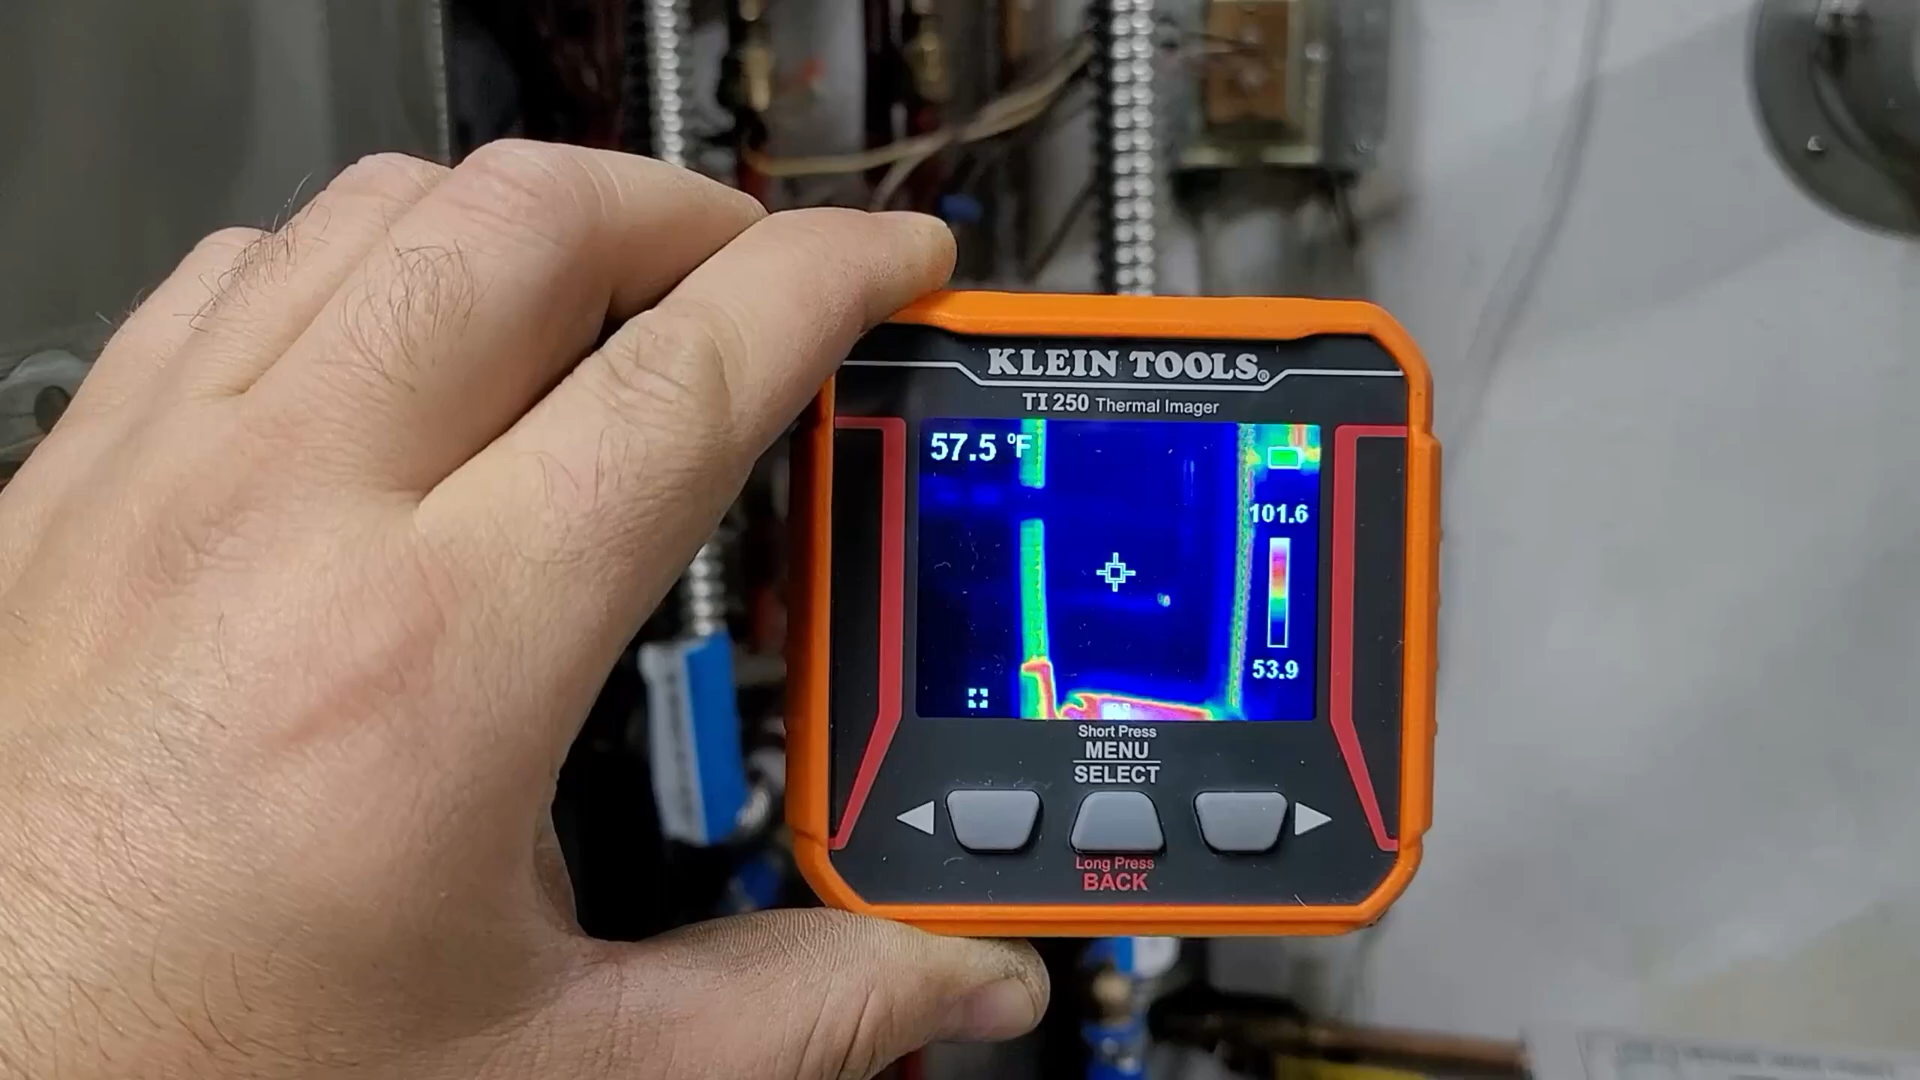 KLEIN TOOLS®
TI 250 Thermal Imager
57.5 °F
101.6
53.9
Short Press
MENU
SELECT
Long Press
BACK